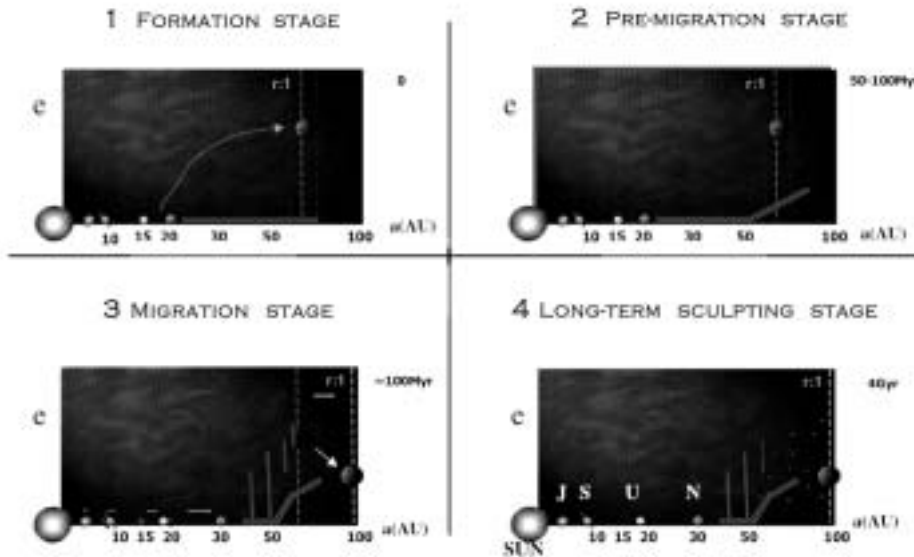 1 FORMATION STAGE
r:1
0
e
10 15 20 30 50 100 a(AU)
2 PRE-MIGRATION STAGE
r:1
50-100Myr
e
10 15 20 30 50 100 a(AU)
3 MIGRATION STAGE
r:1
~100Myr
e
10 15 20 30 50 100 a(AU)
4 LONG-TERM SCULPTING STAGE
r:1
4Gyr
e
J S U N
10 15 20 30 50 100 a(AU)
SUN